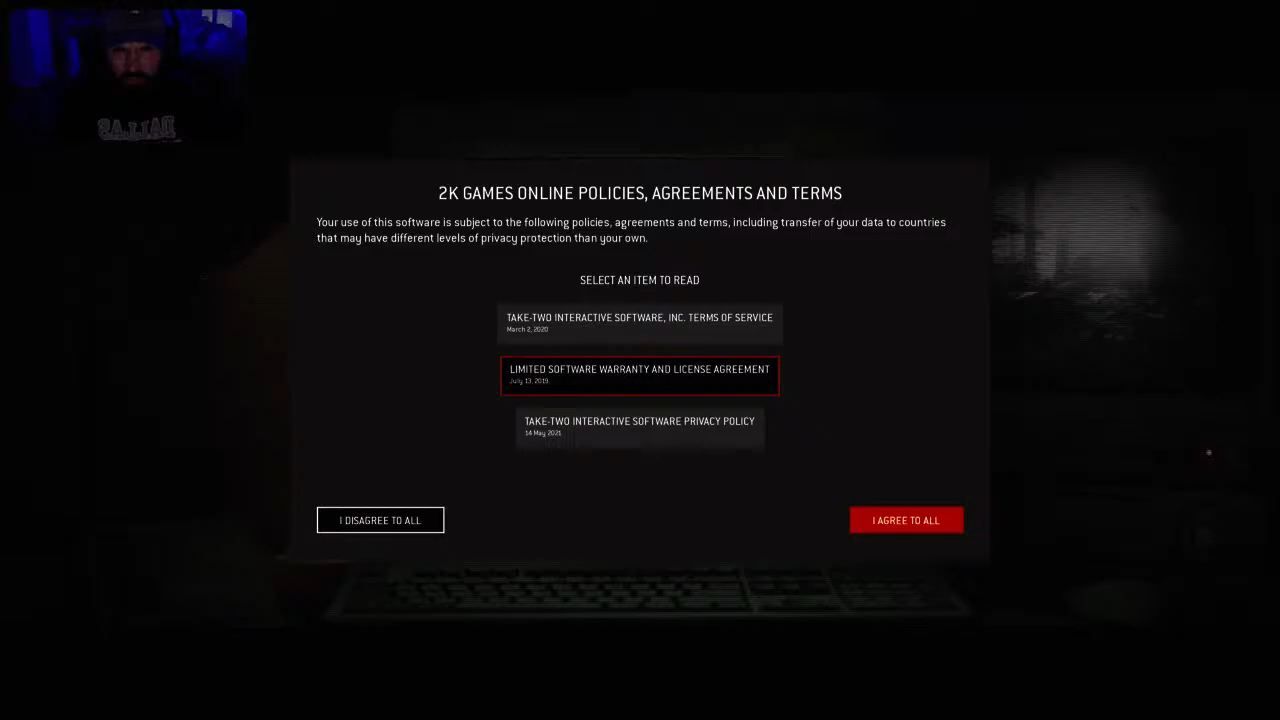 DALLAS
2K GAMES ONLINE POLICIES, AGREEMENTS AND TERMS
Your use of this software is subject to the following policies, agreements and terms, including transfer of your data to countries
that may have different levels of privacy protection than your own.
SELECT AN ITEM TO READ
TAKE-TWO INTERACTIVE SOFTWARE, INC. TERMS OF SERVICE
March 2, 2020
LIMITED SOFTWARE WARRANTY AND LICENSE AGREEMENT
July 13, 2019
TAKE-TWO INTERACTIVE SOFTWARE PRIVACY POLICY
14 May 2021
I DISAGREE TO ALL
I AGREE TO ALL